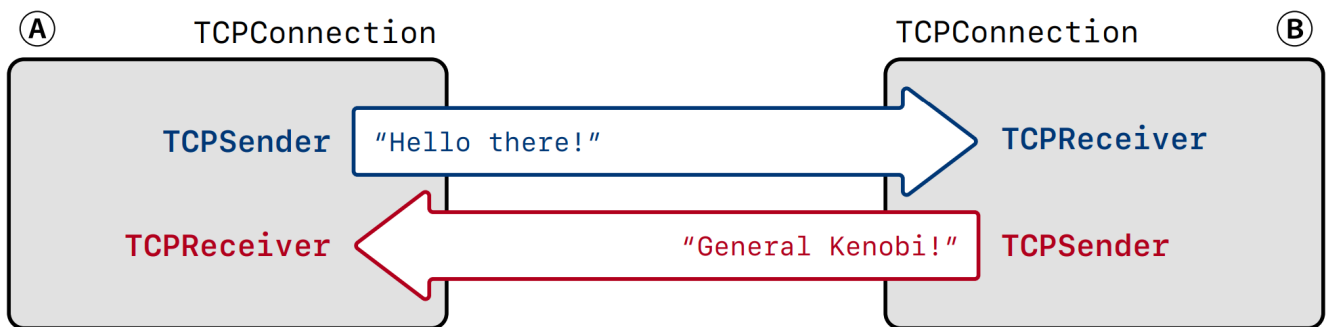 Ⓐ TCPConnection TCPConnection Ⓑ
TCPSender “Hello there!” TCPReceiver
TCPReceiver “General Kenobi!” TCPSender